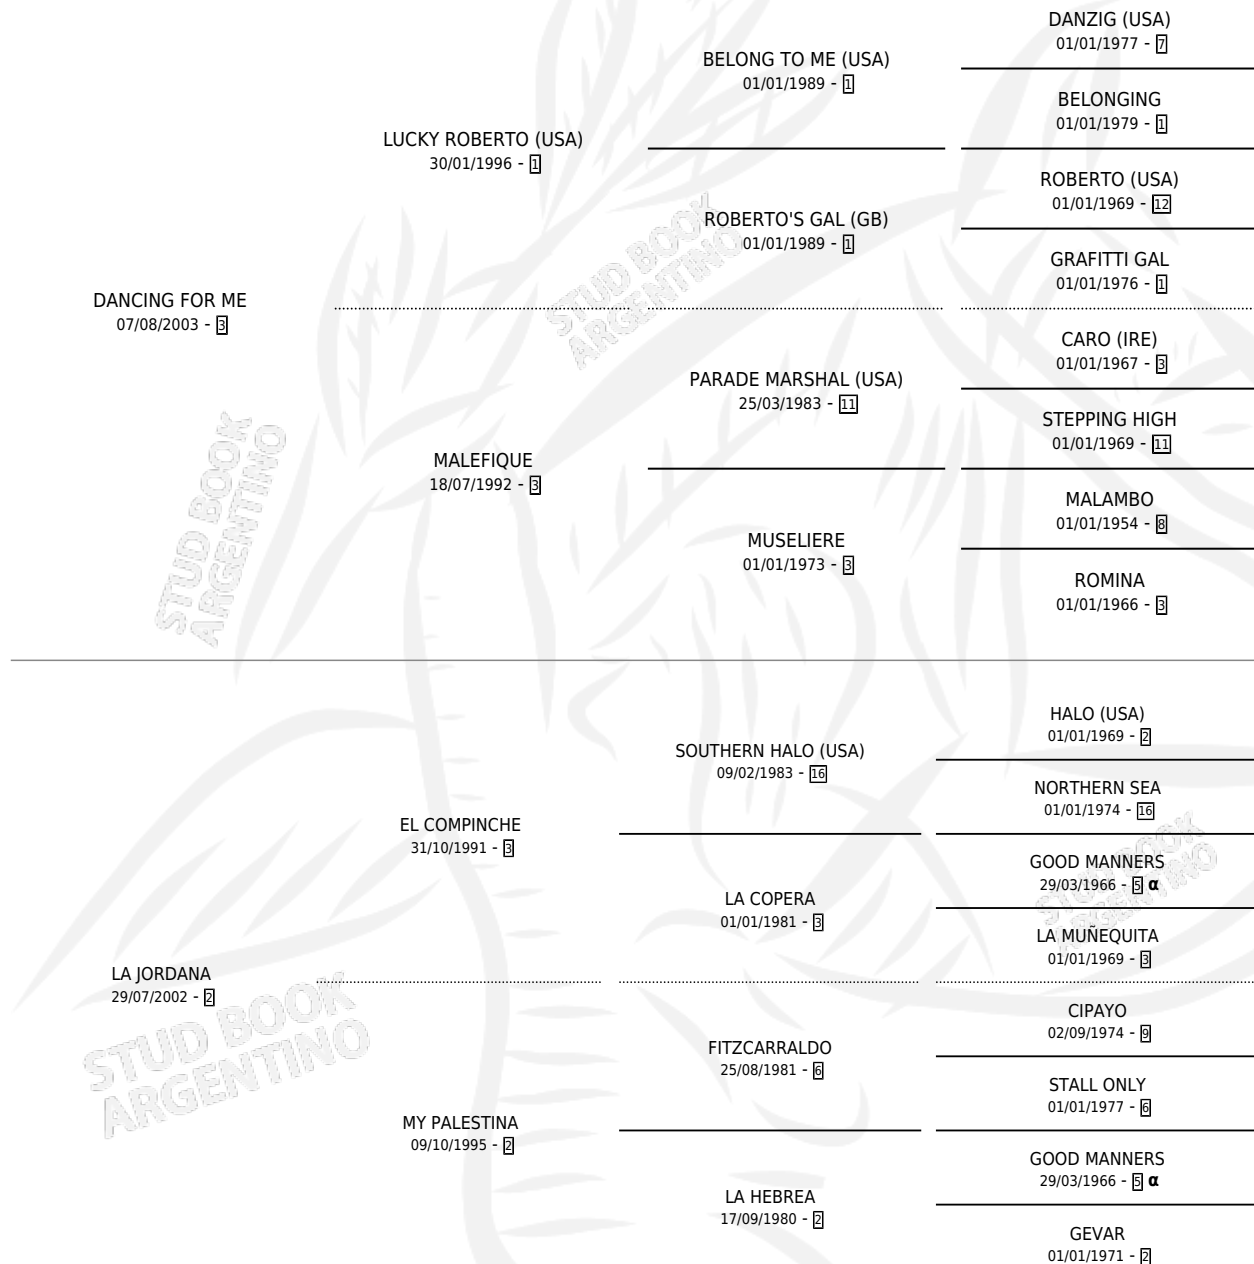 DANZIG (USA)
01/01/1977 - 7
BELONG TO ME (USA)
01/01/1989 - 1
BELONGING
01/01/1979 - 1
LUCKY ROBERTO (USA)
30/01/1996 - 1
ROBERTO (USA)
01/01/1969 - 12
ROBERTO'S GAL (GB)
01/01/1989 - 1
GRAFITTI GAL
01/01/1976 - 1
DANCING FOR ME
07/08/2003 - 3
CARO (IRE)
01/01/1967 - 3
PARADE MARSHAL (USA)
25/03/1983 - 11
STEPPING HIGH
01/01/1969 - 11
MALEFIQUE
18/07/1992 - 3
MALAMBO
01/01/1954 - 8
MUSELIERE
01/01/1973 - 3
ROMINA
01/01/1966 - 3
STUD BOOK
ARGENTINO
STUD BOOK
ARGENTINO
HALO (USA)
01/01/1969 - 2
SOUTHERN HALO (USA)
09/02/1983 - 16
NORTHERN SEA
01/01/1974 - 16
EL COMPINCHE
31/10/1991 - 3
GOOD MANNERS
29/03/1966 - 5 α
LA COPERA
01/01/1981 - 3
LA MUÑEQUITA
01/01/1969 - 3
LA JORDANA
29/07/2002 - 2
CIPAYO
02/09/1974 - 9
FITZCARRALDO
25/08/1981 - 6
STALL ONLY
01/01/1977 - 6
MY PALESTINA
09/10/1995 - 2
GOOD MANNERS
29/03/1966 - 5 α
LA HEBREA
17/09/1980 - 2
GEVAR
01/01/1971 - 2
STUD BOOK
ARGENTINO
STUD BOOK
ARGENTINO